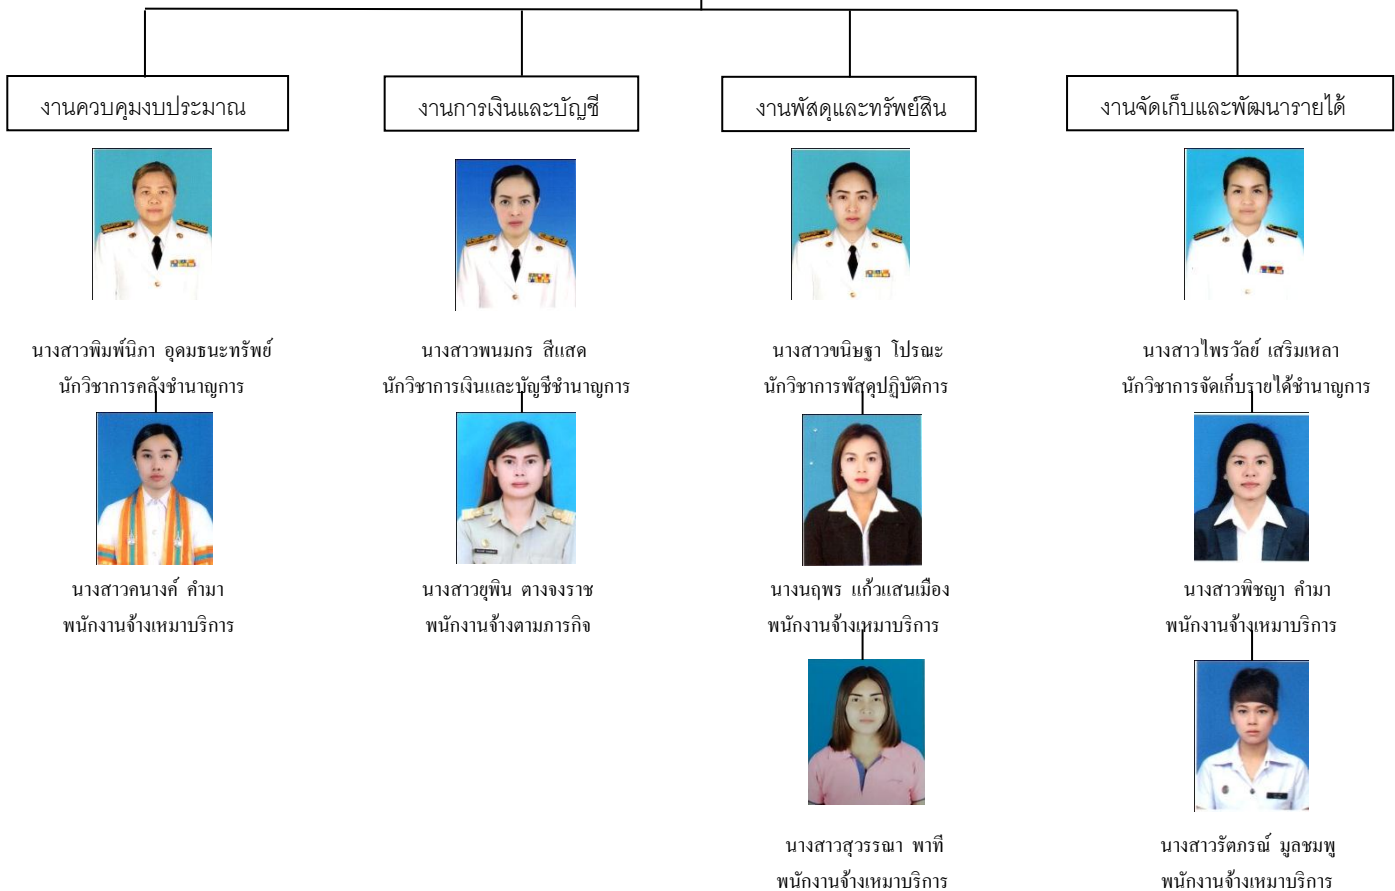 งานควบคุมงบประมาณ
งานการเงินและบัญชี
งานพัสดุและทรัพย์สิน
งานจัดเก็บและพัฒนารายได้
นางสาวพิมพ์นิภา อุดมธนะทรัพย์
นักวิชาการคลังชำนาญการ
นางสาวพนมกร สีแสด
นักวิชาการเงินและบัญชีชำนาญการ
นางสาวขนิษฐา โปรณะ
นักวิชาการพัสดุปฏิบัติการ
นางสาวไพรวัลย์ เสริมเหลา
นักวิชาการจัดเก็บรายได้ชำนาญการ
นางสาวคนางค์ คำมา
พนักงานจ้างเหมาบริการ
นางสาวยุพิน ตางจงราช
พนักงานจ้างตามภารกิจ
นางนฤพร แก้วแสนเมือง
พนักงานจ้างเหมาบริการ
นางสาวพิชญา คำมา
พนักงานจ้างเหมาบริการ
นางสาวสุวรรณา พาที
พนักงานจ้างเหมาบริการ
นางสาวรัตภรณ์ มูลชมพู
พนักงานจ้างเหมาบริการ